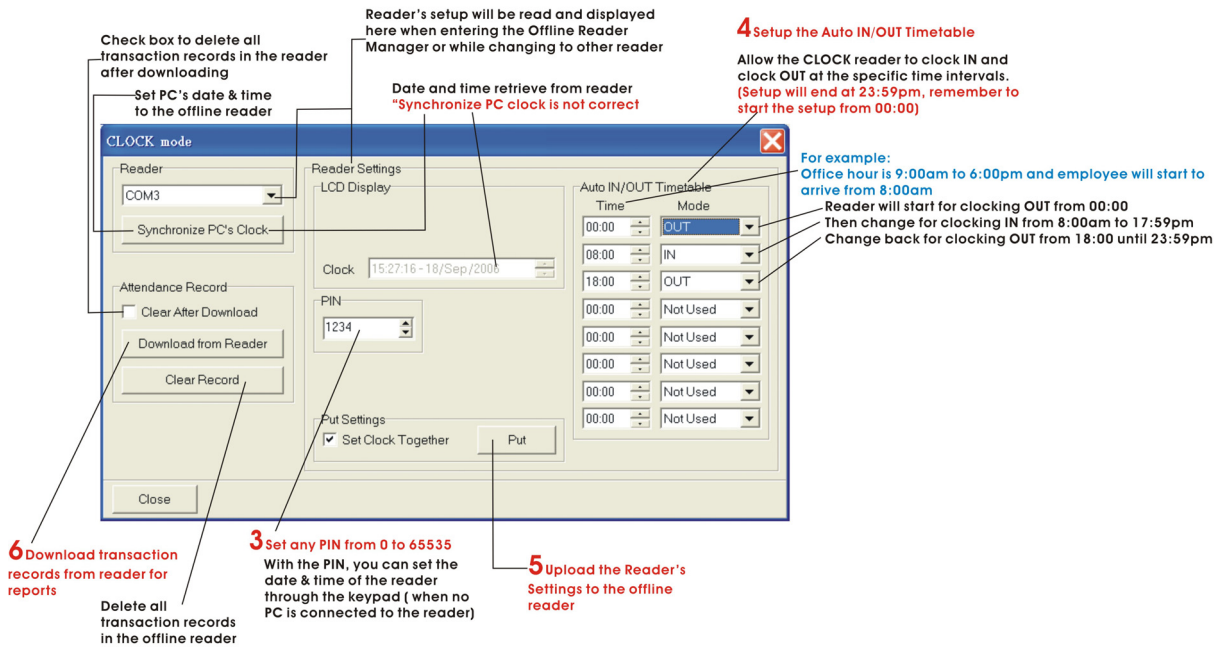 Reader's setup will be read and displayed
here when entering the Offline Reader
Manager or while changing to other reader
Check box to delete all
transaction records in the reader
after downloading
Set PC's date & time
to the offline reader
Date and time retrieve from reader
"Synchronize PC clock is not correct
4 Setup the Auto IN/OUT Timetable
Allow the CLOCK reader to clock IN and
clock OUT at the specific time intervals.
(Setup will end at 23:59pm, remember to
start the setup from 00:00)
For example:
Office hour is 9:00am to 6:00pm and employee will start to
arrive from 8:00am
Reader will start for clocking OUT from 00:00
Then change for clocking IN from 8:00am to 17:59pm
Change back for clocking OUT from 18:00 until 23:59pm
CLOCK mode
Reader
COM3
Synchronize PC's Clock
Attendance Record
Clear After Download
Download from Reader
Clear Record
Reader Settings
LCD Display
Clock 15:27:16 - 18/Sep/2006
PIN
1234
Put Settings
Set Clock Together Put
Auto IN/OUT Timetable
Time Mode
00:00 OUT
08:00 IN
18:00 OUT
00:00 Not Used
00:00 Not Used
00:00 Not Used
00:00 Not Used
00:00 Not Used
Close
6 Download transaction
records from reader for
reports
Delete all
transaction records
in the offline reader
3 Set any PIN from 0 to 65535
With the PIN, you can set the
date & time of the reader
through the keypad ( when no
PC is connected to the reader)
5 Upload the Reader's
Settings to the offline
reader